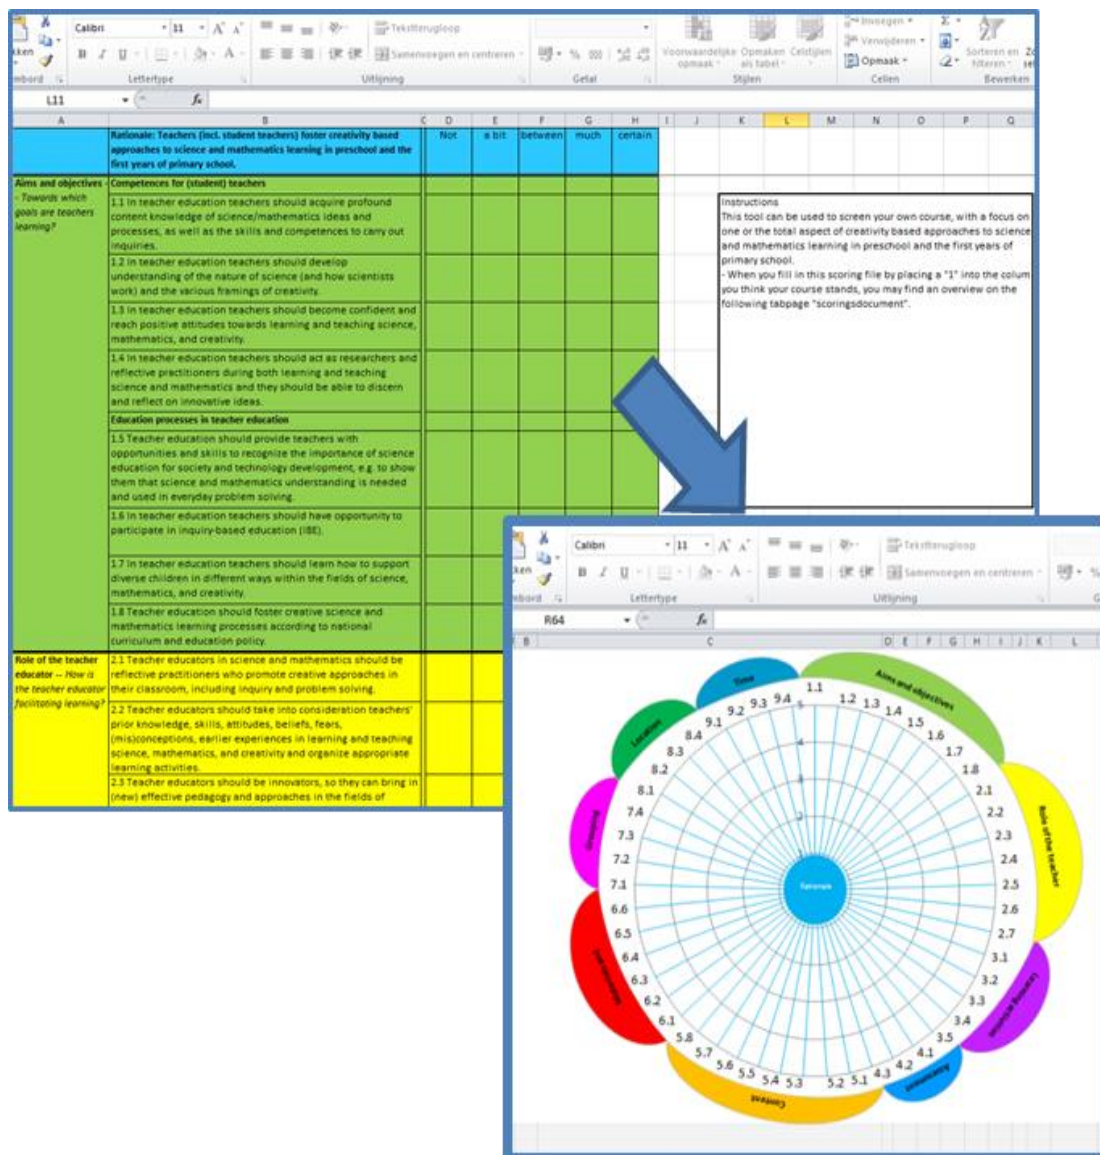 Calibri 11 A A Tekstterugloop Invoegen Σ
Verwijderen
B I U A Samenvoegen en centreren % 000 Voorwaardelijke Opmaken Celstijlen Opmaak Sorteren en
opmaak als tabel filteren
Lettertype Uitlijning Getal Stijlen Cellen Bewerken
L11 fx
A B C D E F G H I J K L M N O P Q
Rationale: Teachers (incl. student teachers) foster creativity based Not a bit between much certain
approaches to science and mathematics learning in preschool and the
first years of primary school.
Aims and objectives -
- Towards which
goals are teachers
learning?
Competences for (student) teachers
1.1 In teacher education teachers should acquire profound
content knowledge of science/mathematics ideas and
processes, as well as the skills and competences to carry out
inquiries.
1.2 In teacher education teachers should develop
understanding of the nature of science (and how scientists
work) and the various framings of creativity.
1.3 In teacher education teachers should become confident and
reach positive attitudes towards learning and teaching science,
mathematics, and creativity.
1.4 In teacher education teachers should act as researchers and
reflective practitioners during both learning and teaching
science and mathematics and they should be able to discern
and reflect on innovative ideas.
Education processes in teacher education
1.5 Teacher education should provide teachers with
opportunities and skills to recognize the importance of science
education for society and technology development, e.g. to show
them that science and mathematics understanding is needed
and used in everyday problem solving.
1.6 In teacher education teachers should have opportunity to
participate in inquiry-based education (IBE).
1.7 In teacher education teachers should learn how to support
diverse children in different ways within the fields of science,
mathematics, and creativity.
1.8 Teacher education should foster creative science and
mathematics learning processes according to national
curriculum and education policy.
Role of the teacher
educator -- How is
the teacher educator
facilitating learning?
2.1 Teacher educators in science and mathematics should be
reflective practitioners who promote creative approaches in
their classroom, including inquiry and problem solving.
2.2 Teacher educators should take into consideration teachers'
prior knowledge, skills, attitudes, beliefs, fears,
(mis)conceptions, earlier experiences in learning and teaching
science, mathematics, and creativity and organize appropriate
learning activities.
2.3 Teacher educators should be innovators, so they can bring in
(new) effective pedagogy and approaches in the fields of
Instructions
This tool can be used to screen your own course, with a focus on
one or the total aspect of creativity based approaches to science
and mathematics learning in preschool and the first years of
primary school.
- When you fill in this scoring file by placing a "1" into the colum
you think your course stands, you may find an overview on the
following tabpage "scoringsdocument".
Calibri 11 A A Tekstterugloop
B I U A Samenvoegen en centreren %
Lettertype Uitlijning
R64 fx
B C D E F G H I J K L
Time
Aims and objectives
Location
Role of the teacher
Learning activities
Assessment
Content
Rationale
1.1
1.2
1.3
1.4
1.5
1.6
1.7
1.8
2.1
2.2
2.3
2.4
2.5
2.6
2.7
3.1
3.2
3.3
3.4
3.5
4.1
4.2
4.3
5.1
5.2
5.3
5.4
5.5
5.6
5.7
5.8
6.1
6.2
6.3
6.4
6.5
6.6
7.1
7.2
7.3
7.4
8.1
8.2
8.3
8.4
9.1
9.2
9.3
9.4
5
4
3
2
1